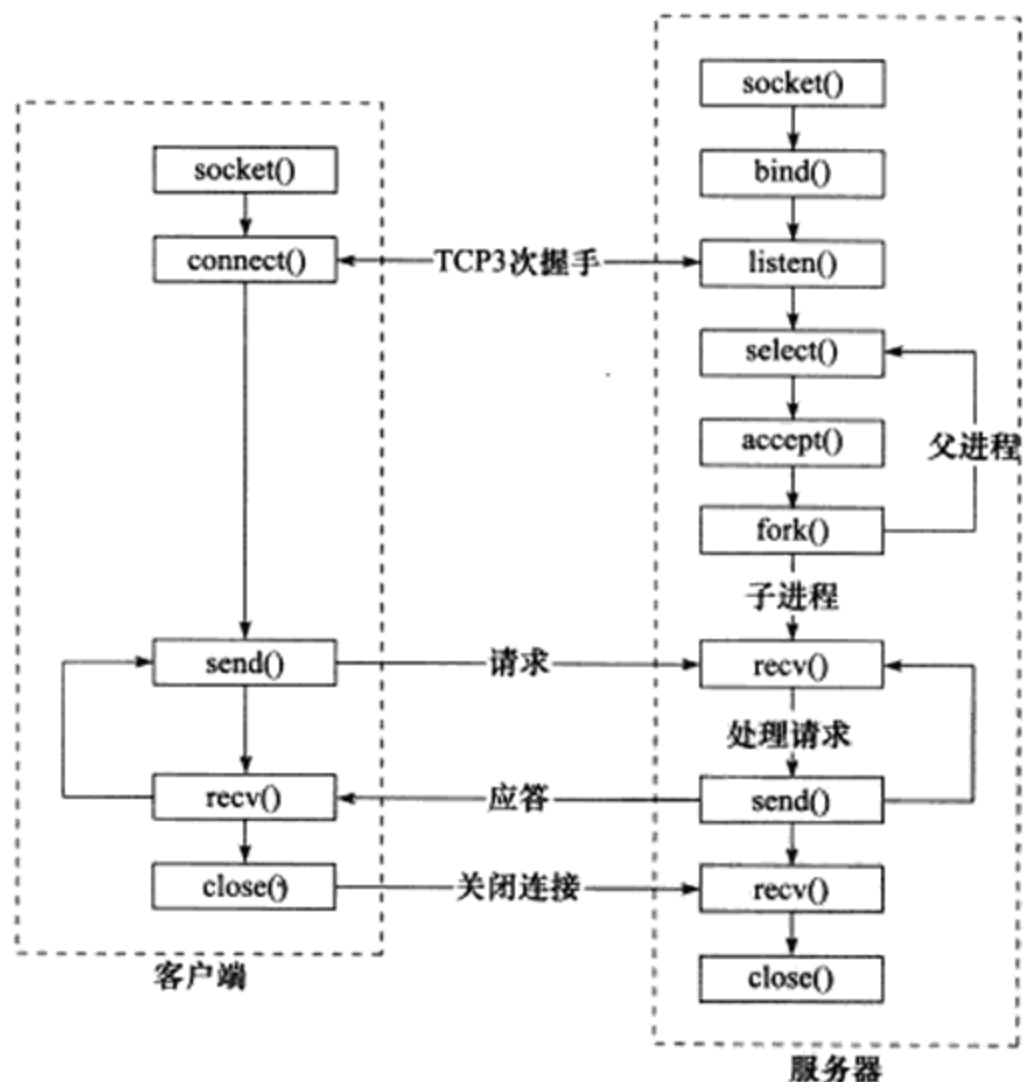 socket()
connect()
send()
recv()
close()
客户端
TCP3次握手
请求
应答
关闭连接
socket()
bind()
listen()
select()
accept()
父进程
fork()
子进程
recv()
处理请求
send()
recv()
close()
服务器